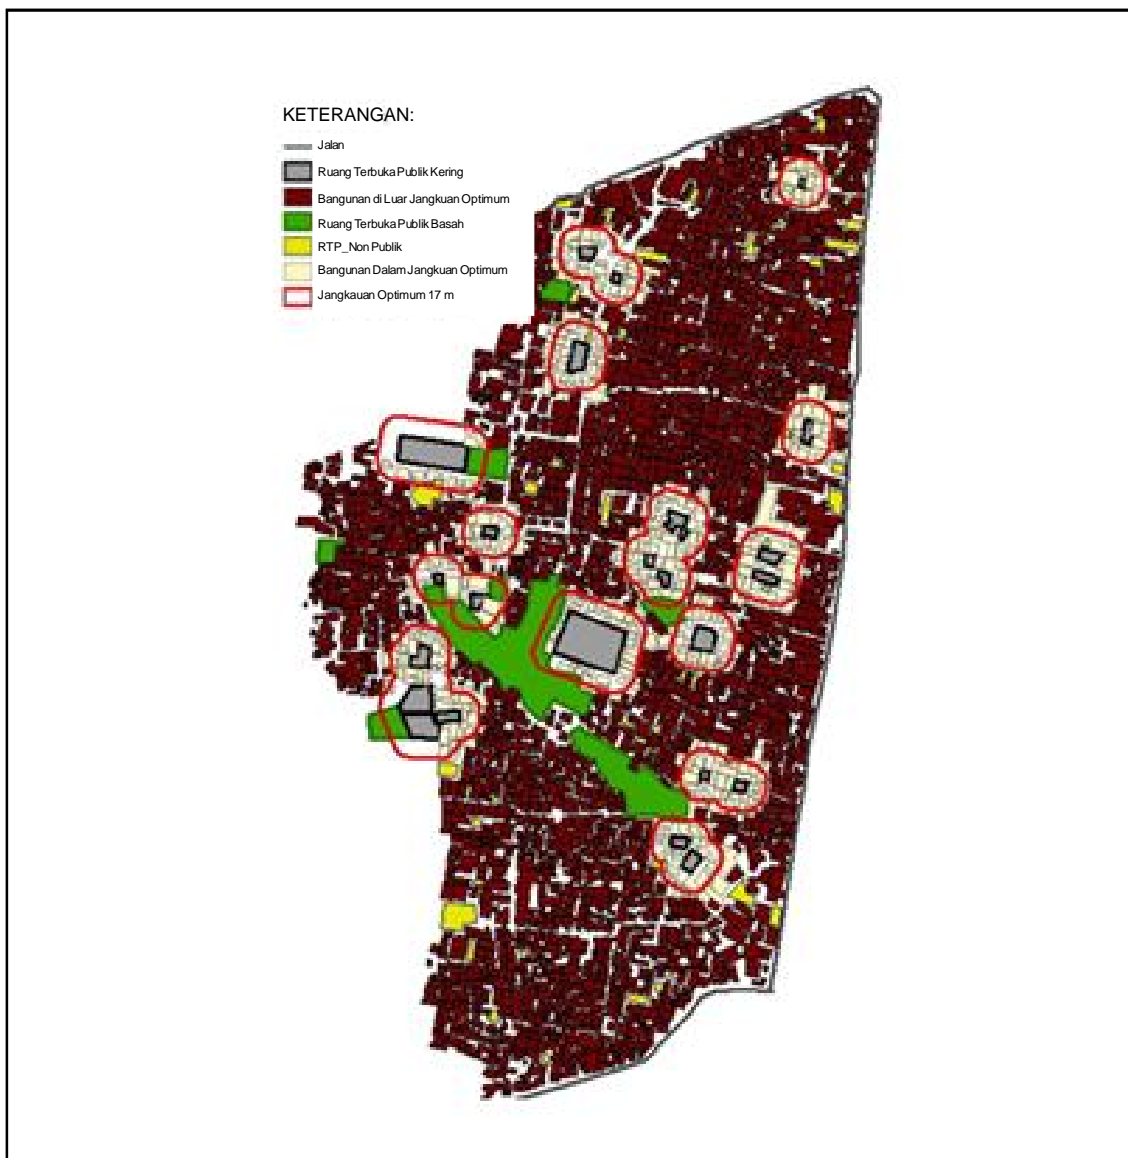 KETERANGAN:
Jalan
Ruang Terbuka Publik Kering
Bangunan di Luar Jangkuan Optimum
Ruang Terbuka Publik Basah
RTP_Non Publik
Bangunan Dalam Jangkuan Optimum
Jangkauan Optimum 17 m